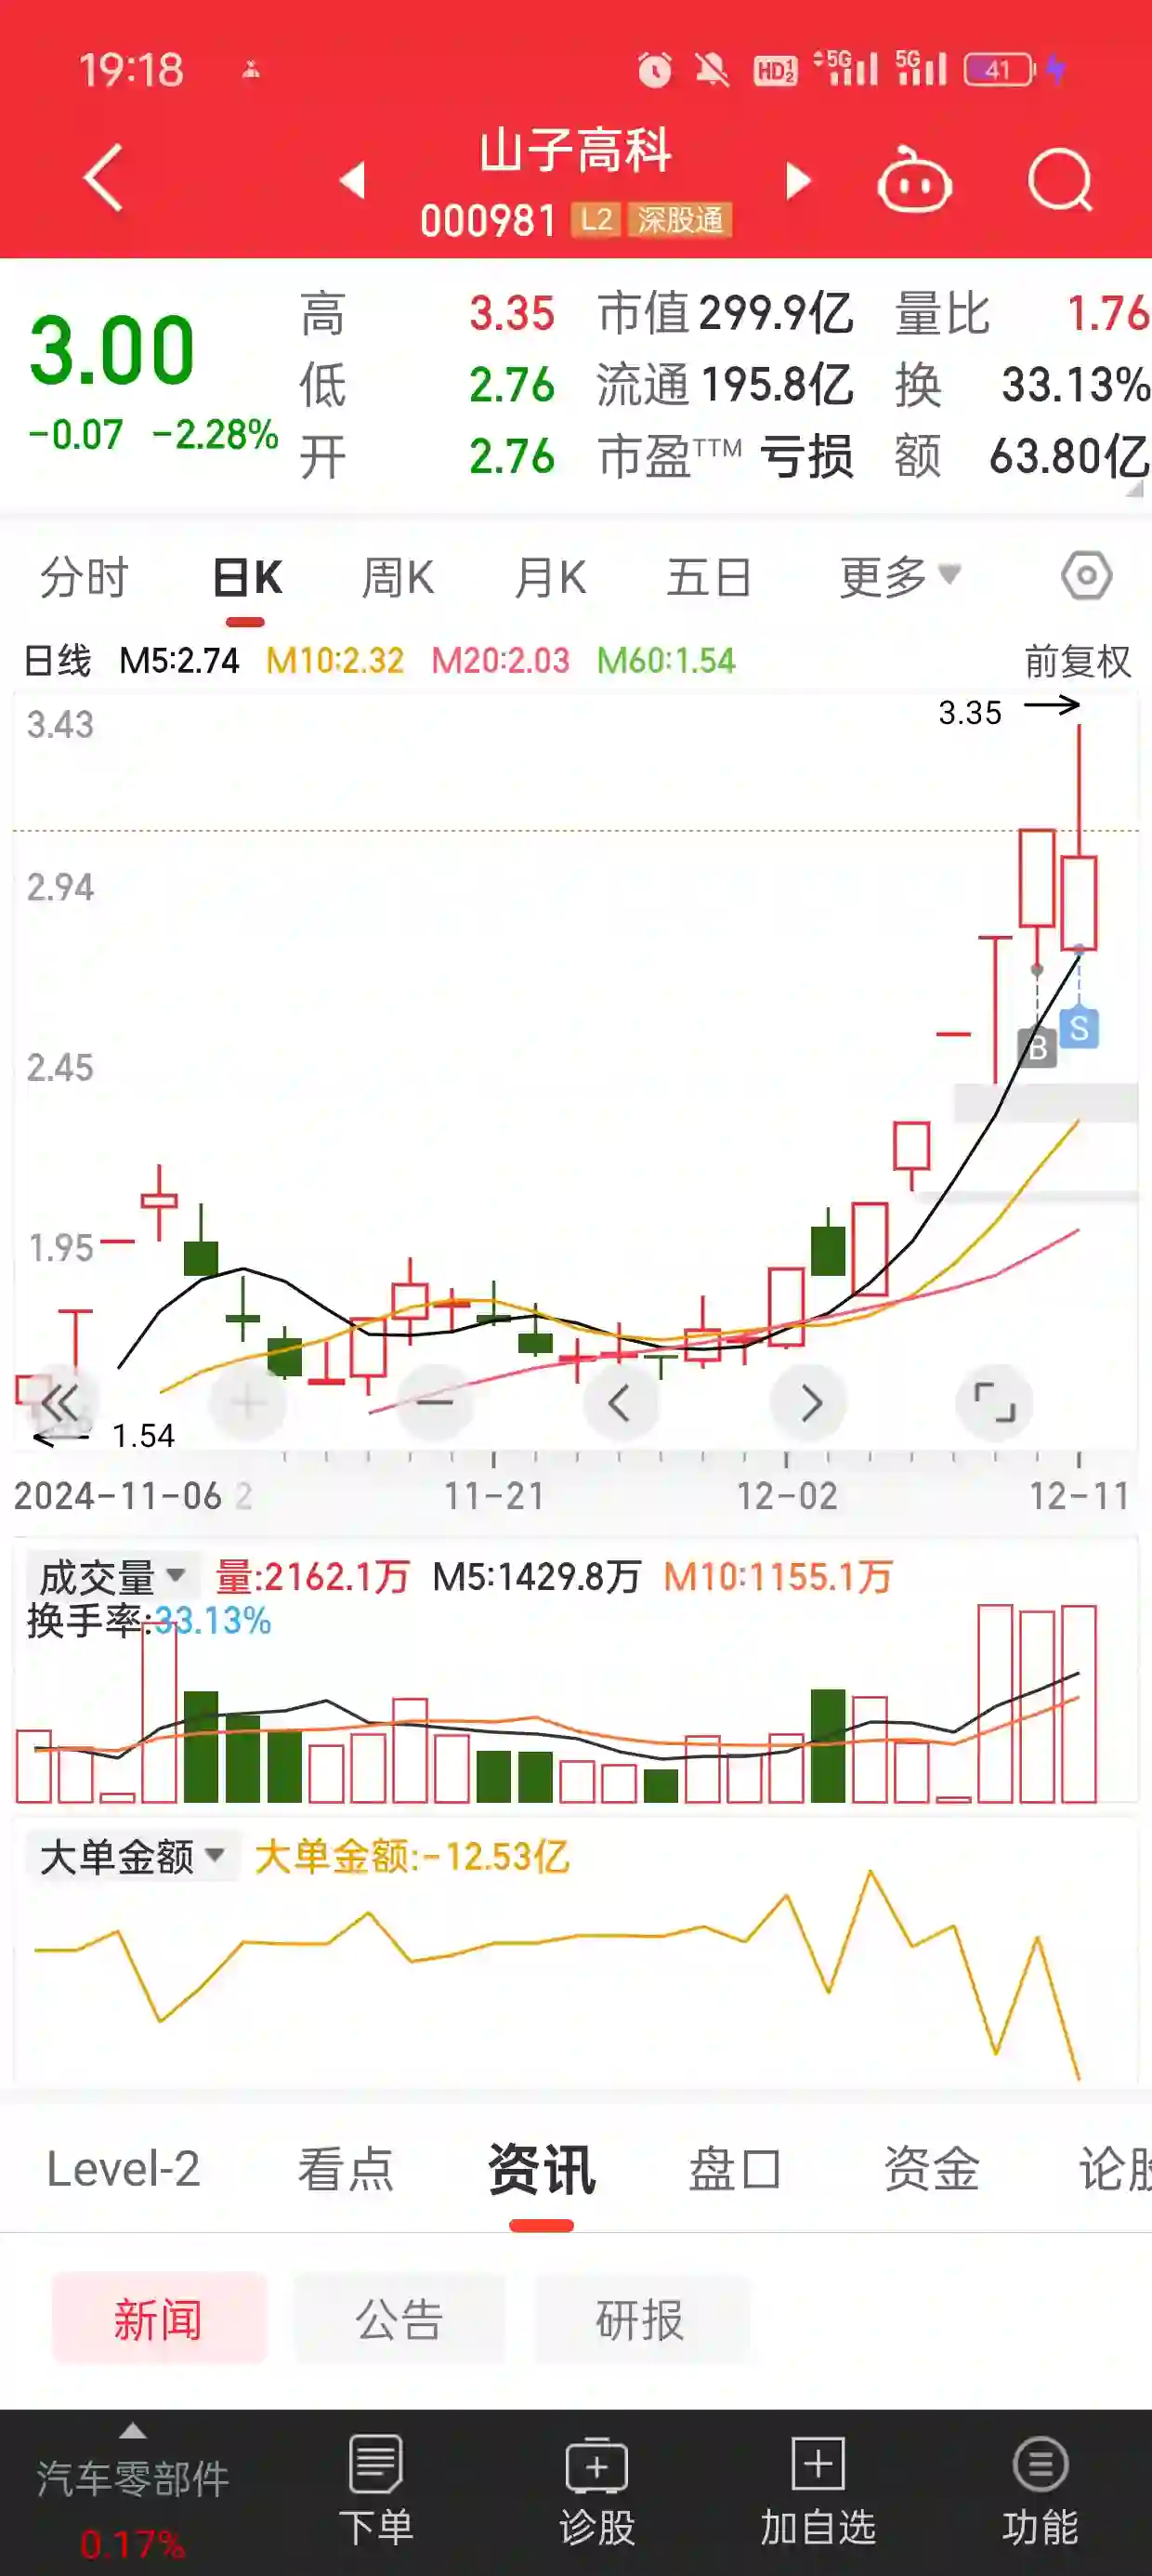 19:18 HD 1 2 5G 5G 41
山子高科
000981 L2 深股通
3.00
-0.07 -2.28%
高 3.35 市值 299.9亿 量比 1.76
低 2.76 流通 195.8亿 换 33.13%
开 2.76 市盈TTM 亏损 额 63.80亿
分时 日K 周K 月K 五日 更多
日线 M5:2.74 M10:2.32 M20:2.03 M60:1.54 前复权
3.35
3.43
2.94
2.45
B S
1.95
1.54
2024-11-06 2 11-21 12-02 12-11
成交量 量:2162.1万 M5:1429.8万 M10:1155.1万
换手率:33.13%
大单金额 大单金额:-12.53亿
Level-2 看点 资讯 盘口 资金 论股
新闻 公告 研报
汽车零部件
0.17%
下单 诊股 加自选 功能